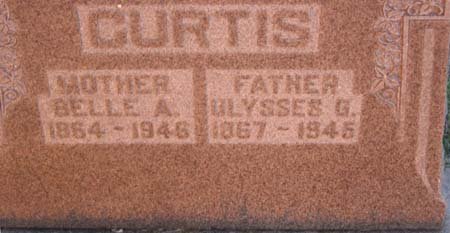 CURTIS
MOTHER
BELLE A.
1864 - 1946
FATHER
ULYSSES G.
1867 - 1945